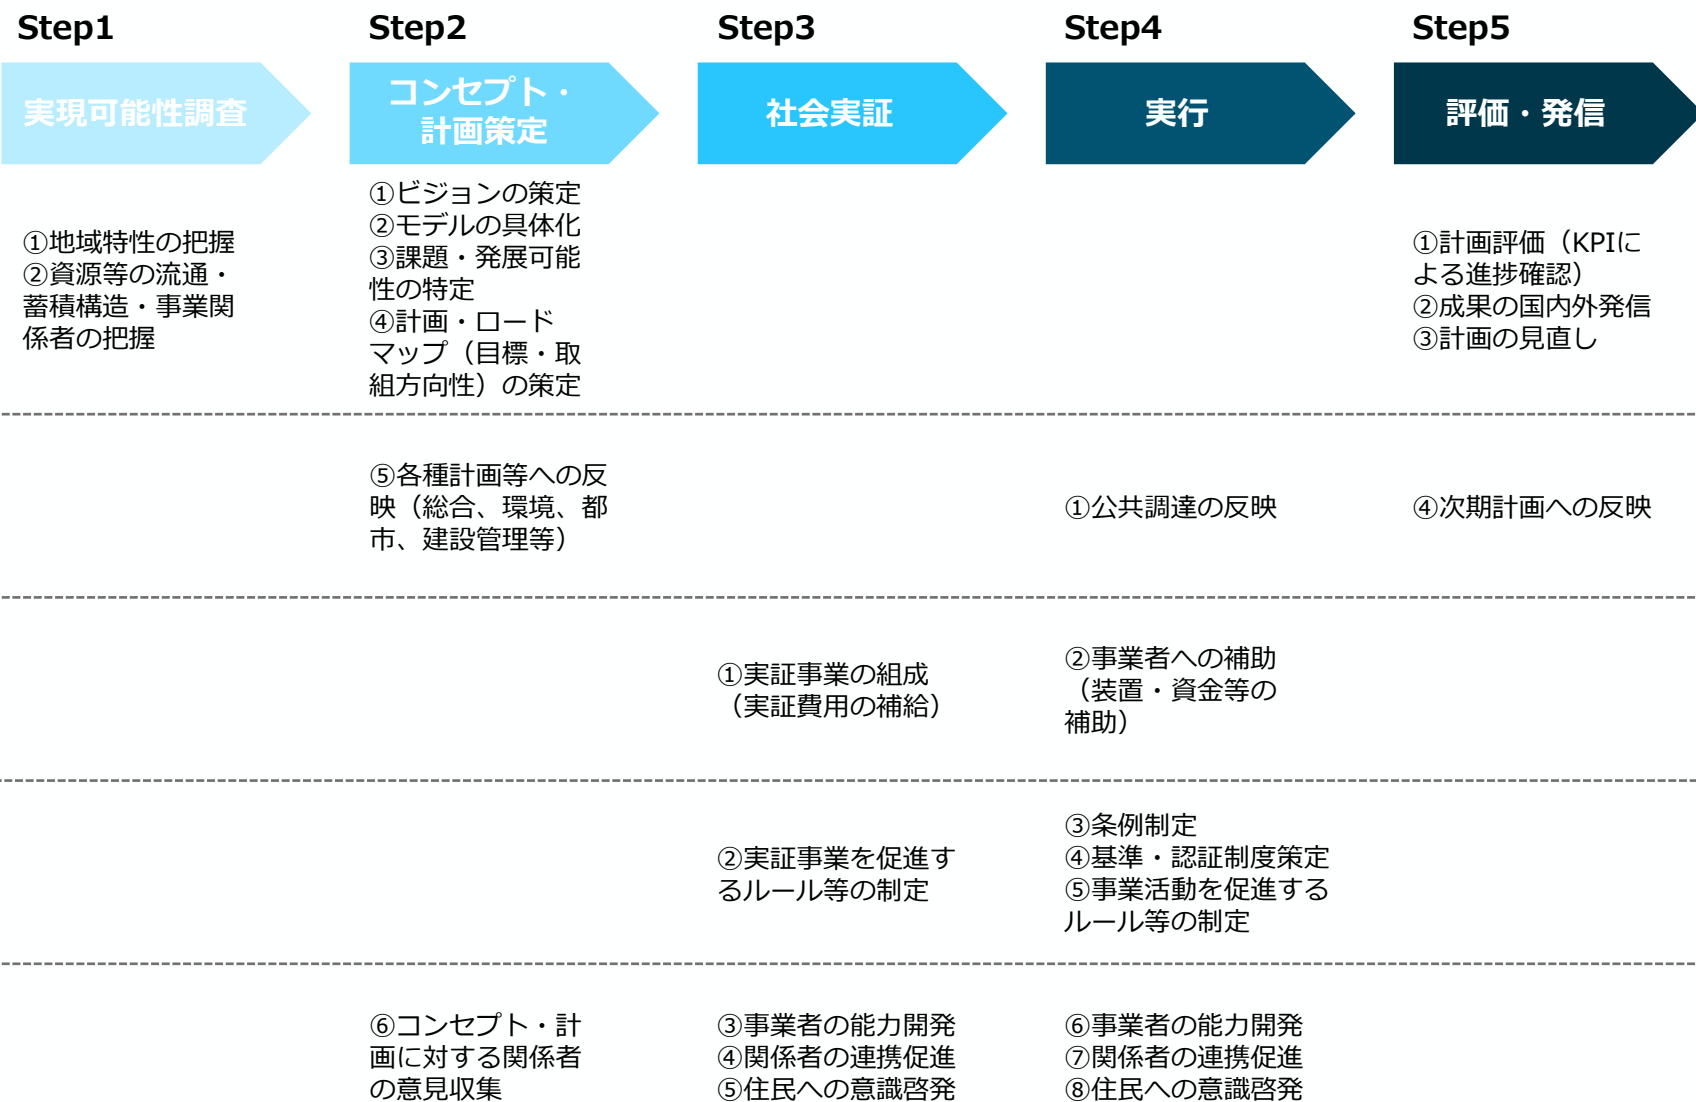 Step1
Step2
Step3
Step4
Step5
実現可能性調査
コンセプト・
計画策定
社会実証
実行
評価・発信
①地域特性の把握
②資源等の流通・
蓄積構造・事業関
係者の把握
①ビジョンの策定
②モデルの具体化
③課題・発展可能
性の特定
④計画・ロード
マップ（目標・取
組方向性）の策定
①計画評価（KPIに
よる進捗確認）
②成果の国内外発信
③計画の見直し
⑤各種計画等への反
映（総合、環境、都
市、建設管理等）
①公共調達の反映
④次期計画への反映
①実証事業の組成
（実証費用の補給）
②事業者への補助
（装置・資金等の
補助）
②実証事業を促進す
るルール等の制定
③条例制定
④基準・認証制度策定
⑤事業活動を促進する
ルール等の制定
⑥コンセプト・計
画に対する関係者
の意見収集
③事業者の能力開発
④関係者の連携促進
⑤住民への意識啓発
⑥事業者の能力開発
⑦関係者の連携促進
⑧住民への意識啓発